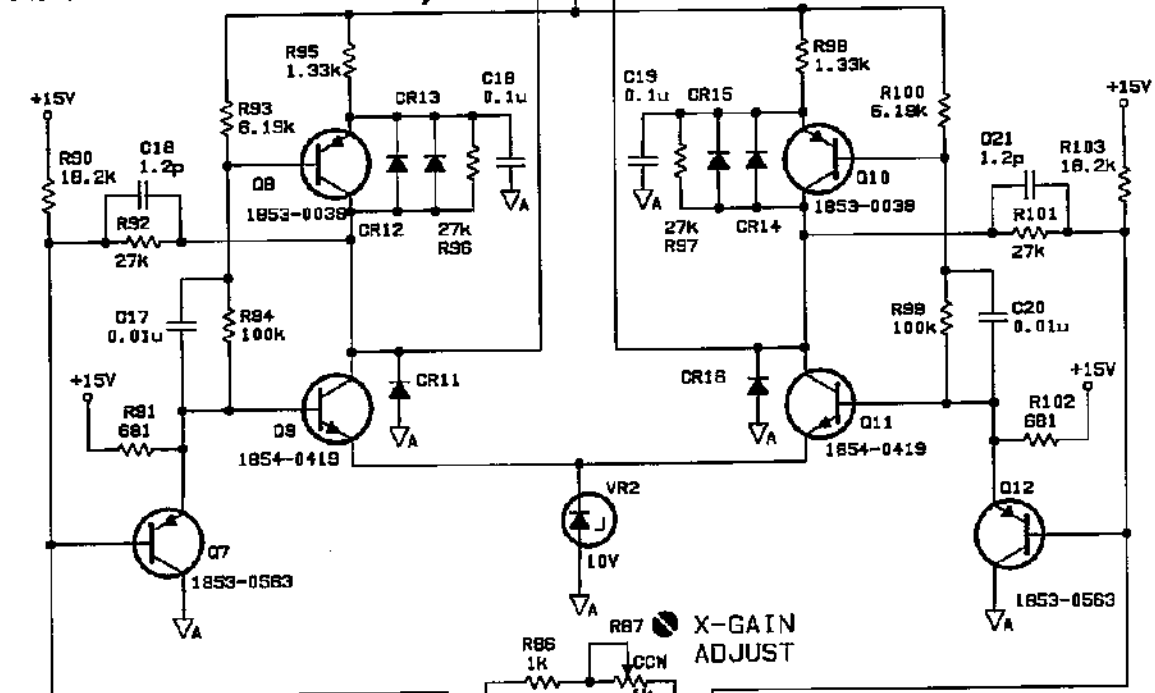 R95
1.33k
R98
1.33k
C18
0.1u
C19
0.1u
CR13
CR15
R93
6.19k
R100
6.19k
+15V
+15V
R90
18.2k
C18
1.2p
C21
1.2p
R103
18.2k
Q8
1853-0038
Q10
1853-0038
A
A
R92
27k
CR12
27k
R96
27k
R97
CR14
R101
27k
C17
0.01u
R94
100k
R99
100k
C20
0.01u
+15V
CR11
CR16
+15V
R91
681
R102
681
Q9
1854-0419
A
A
Q11
1854-0419
VR2
10V
Q12
Q7
1853-0563
1853-0563
A
A
A
R87
X-GAIN
ADJUST
R86
1k
CCW